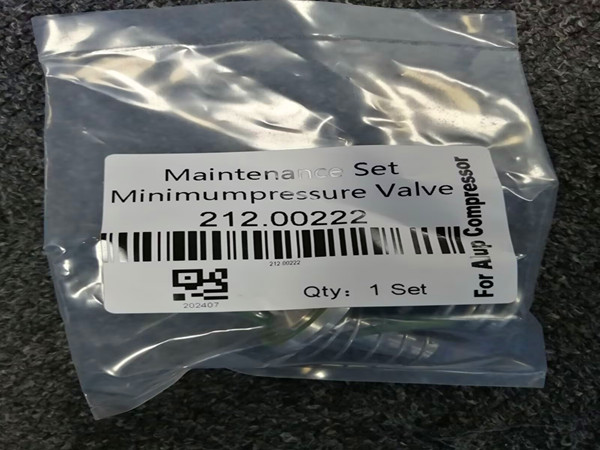 Maintenance Set
Minimumpressure Valve
212.00222
212.00222
202407
Qty: 1 Set
For Alup Compressor